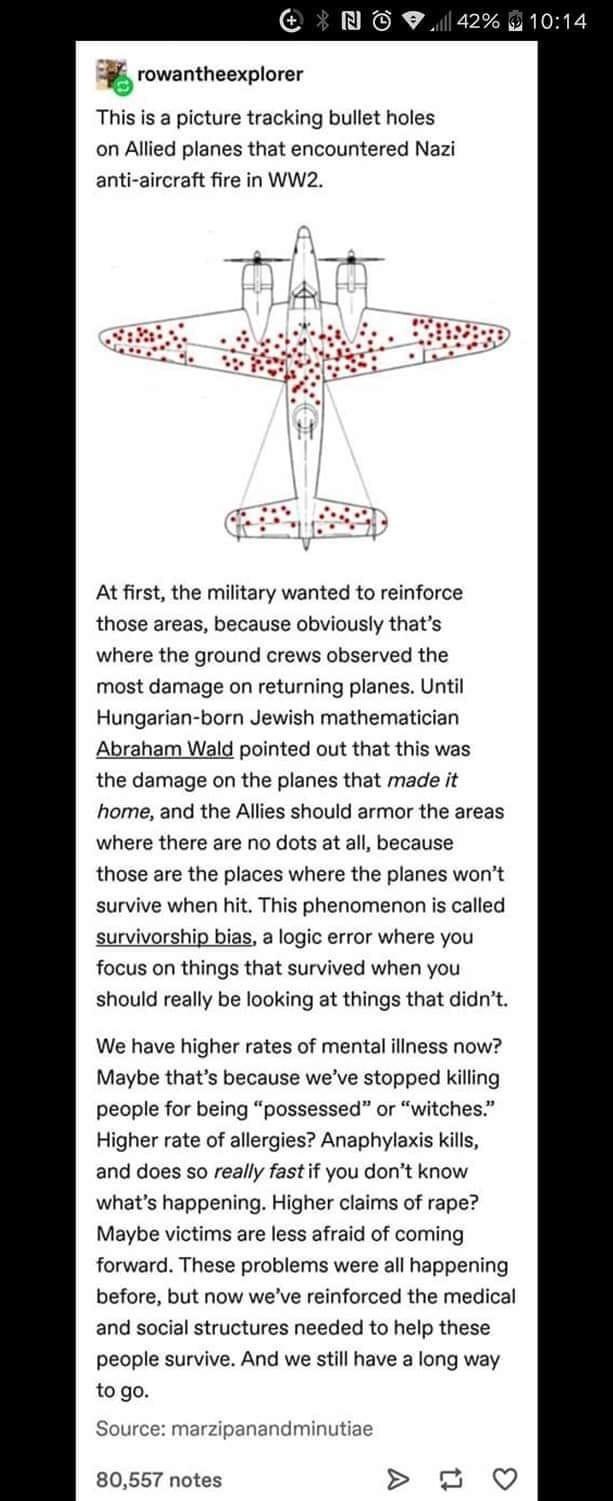 42% 10:14
rowantheexplorer
This is a picture tracking bullet holes
on Allied planes that encountered Nazi
anti-aircraft fire in WW2.
At first, the military wanted to reinforce
those areas, because obviously that's
where the ground crews observed the
most damage on returning planes. Until
Hungarian-born Jewish mathematician
Abraham Wald pointed out that this was
the damage on the planes that made it
home, and the Allies should armor the areas
where there are no dots at all, because
those are the places where the planes won't
survive when hit. This phenomenon is called
survivorship bias, a logic error where you
focus on things that survived when you
should really be looking at things that didn't.
We have higher rates of mental illness now?
Maybe that's because we've stopped killing
people for being “possessed” or “witches.”
Higher rate of allergies? Anaphylaxis kills,
and does so really fast if you don't know
what's happening. Higher claims of rape?
Maybe victims are less afraid of coming
forward. These problems were all happening
before, but now we've reinforced the medical
and social structures needed to help these
people survive. And we still have a long way
to go.
Source: marzipanandminutiae
80,557 notes